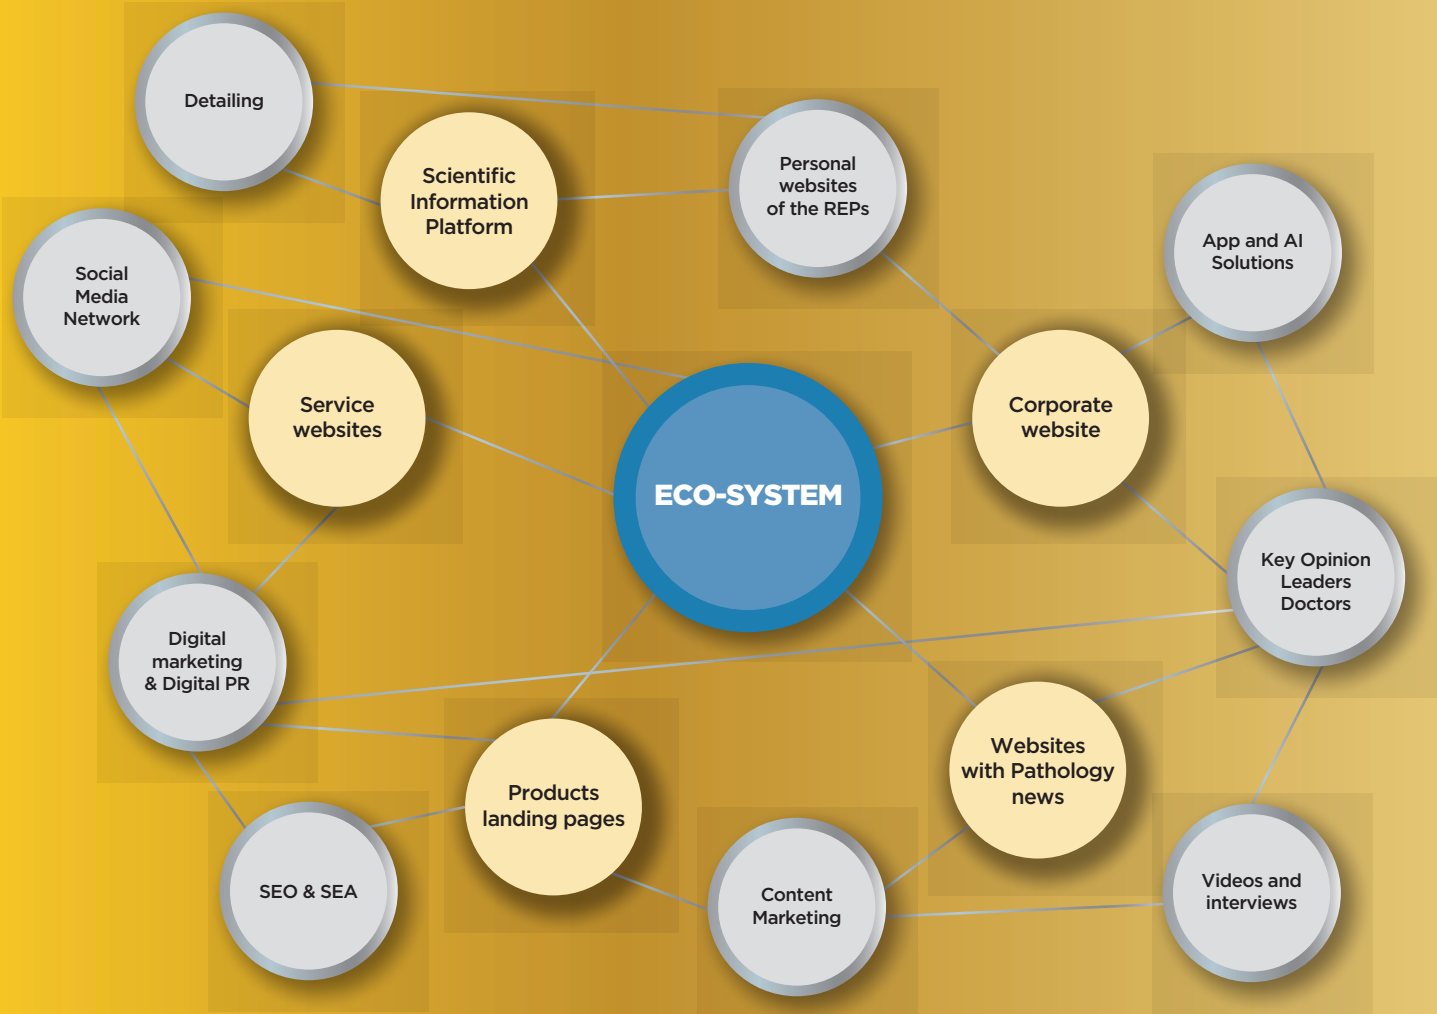 Detailing
Scientific
Information
Platform
Personal
websites
of the REPs
App and AI
Solutions
Social
Media
Network
Service
websites
Corporate
website
ECO-SYSTEM
Key Opinion
Leaders
Doctors
Digital
marketing
& Digital PR
Websites
with Pathology
news
Products
landing pages
SEO & SEA
Content
Marketing
Videos and
interviews